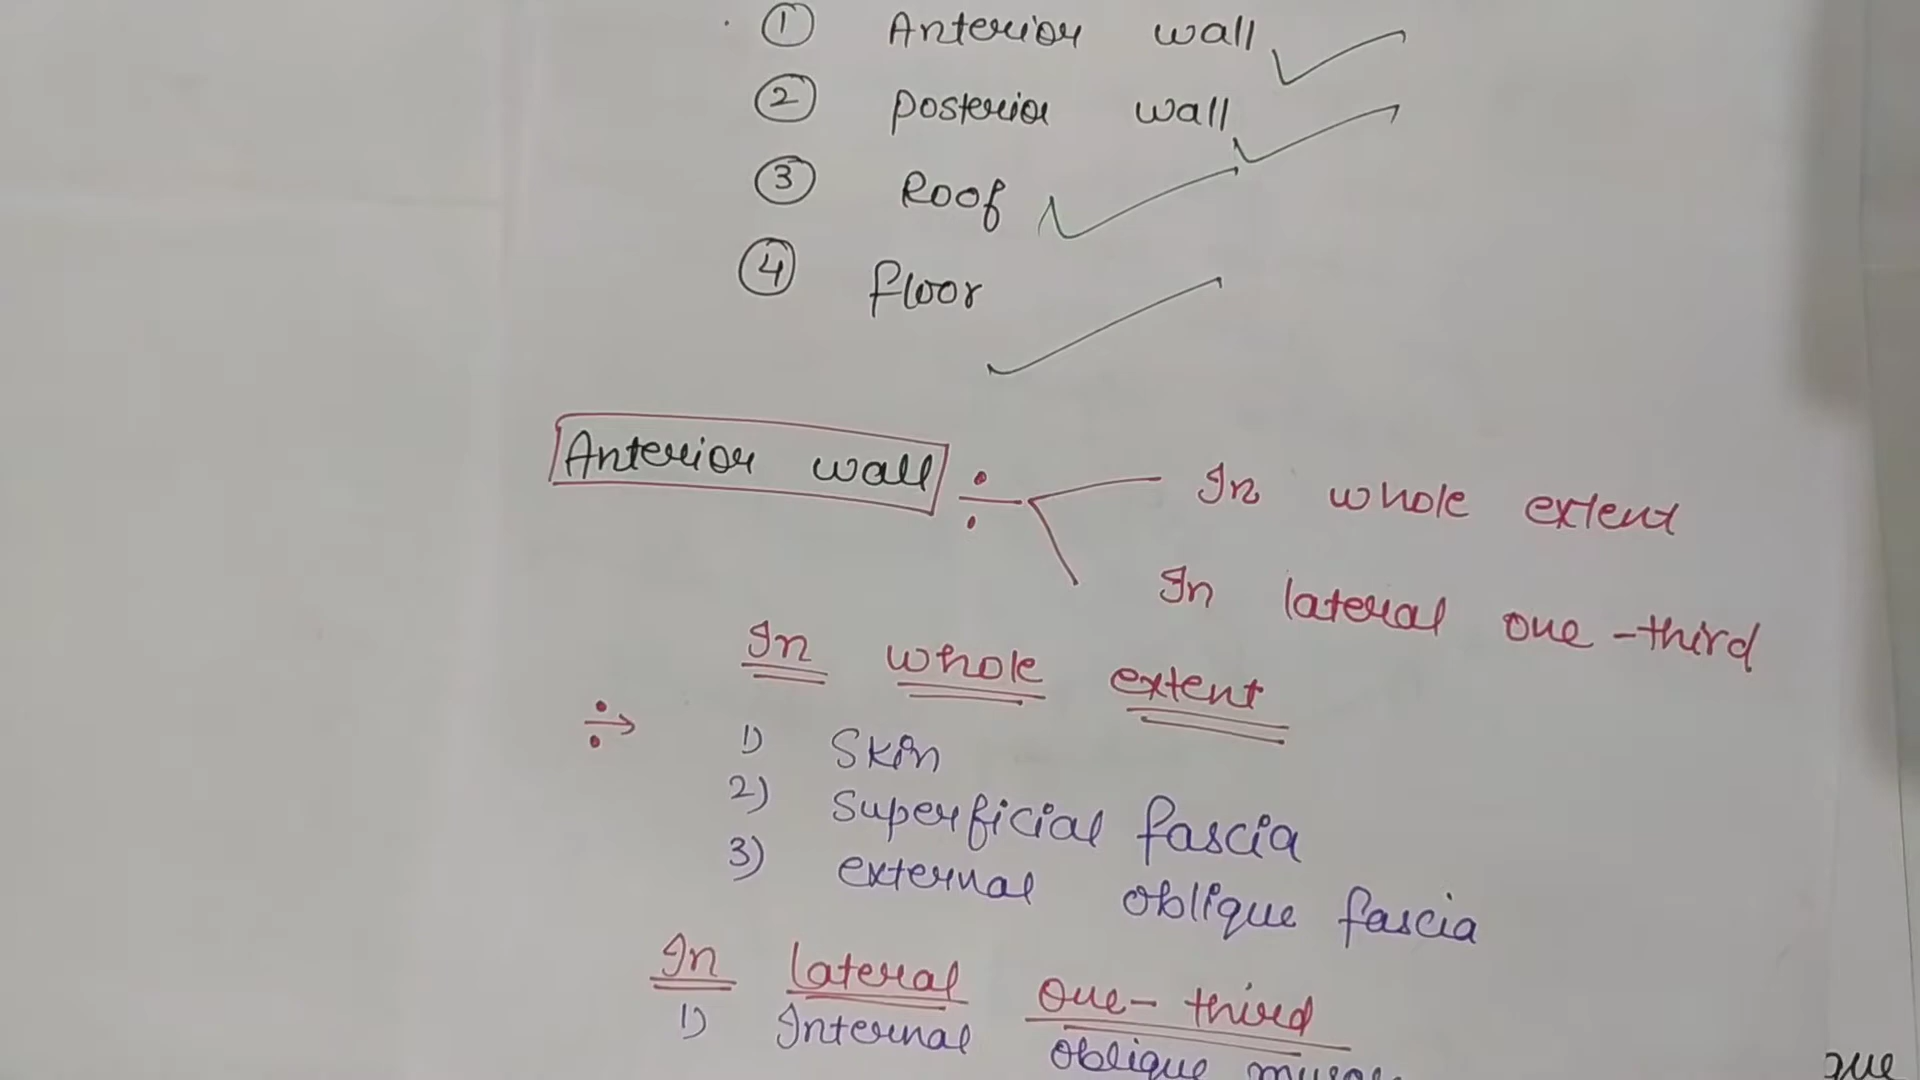 ① Anterior wall
② posterior wall
③ Roof
④ floor
Anterior wall
In whole extent
In lateral one-third
In whole extent
1) Skin
2) Superficial fascia
3) external oblique fascia
In lateral one-third
1) Internal oblique
que